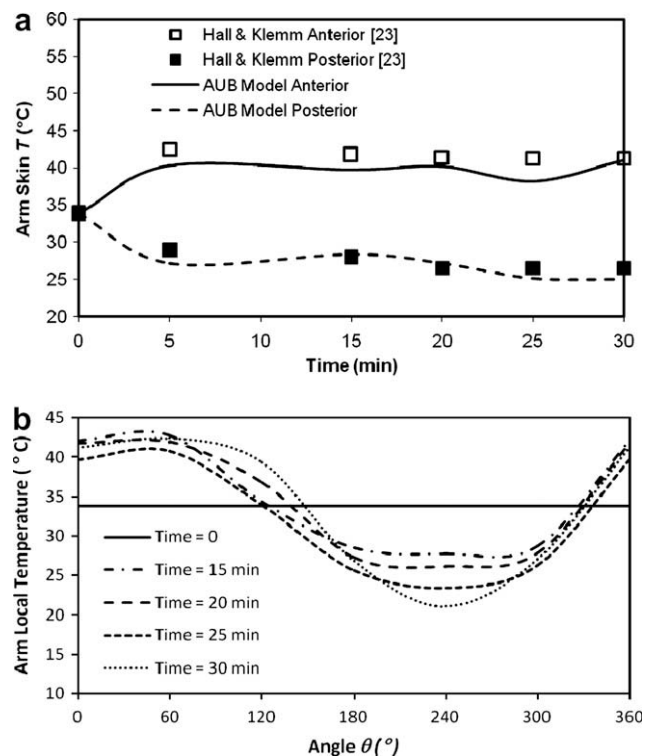 a
60
55
50
45
40
35
30
25
20
Arm Skin T (°C)
Hall & Klemm Anterior [23]
Hall & Klemm Posterior [23]
AUB Model Anterior
AUB Model Posterior
0 5 10 15 20 25 30
Time (min)
b
45
40
35
30
25
20
15
10
Arm Local Temperature ( °C)
Time = 0
Time = 15 min
Time = 20 min
Time = 25 min
Time = 30 min
0 60 120 180 240 300 360
Angle θ (°)